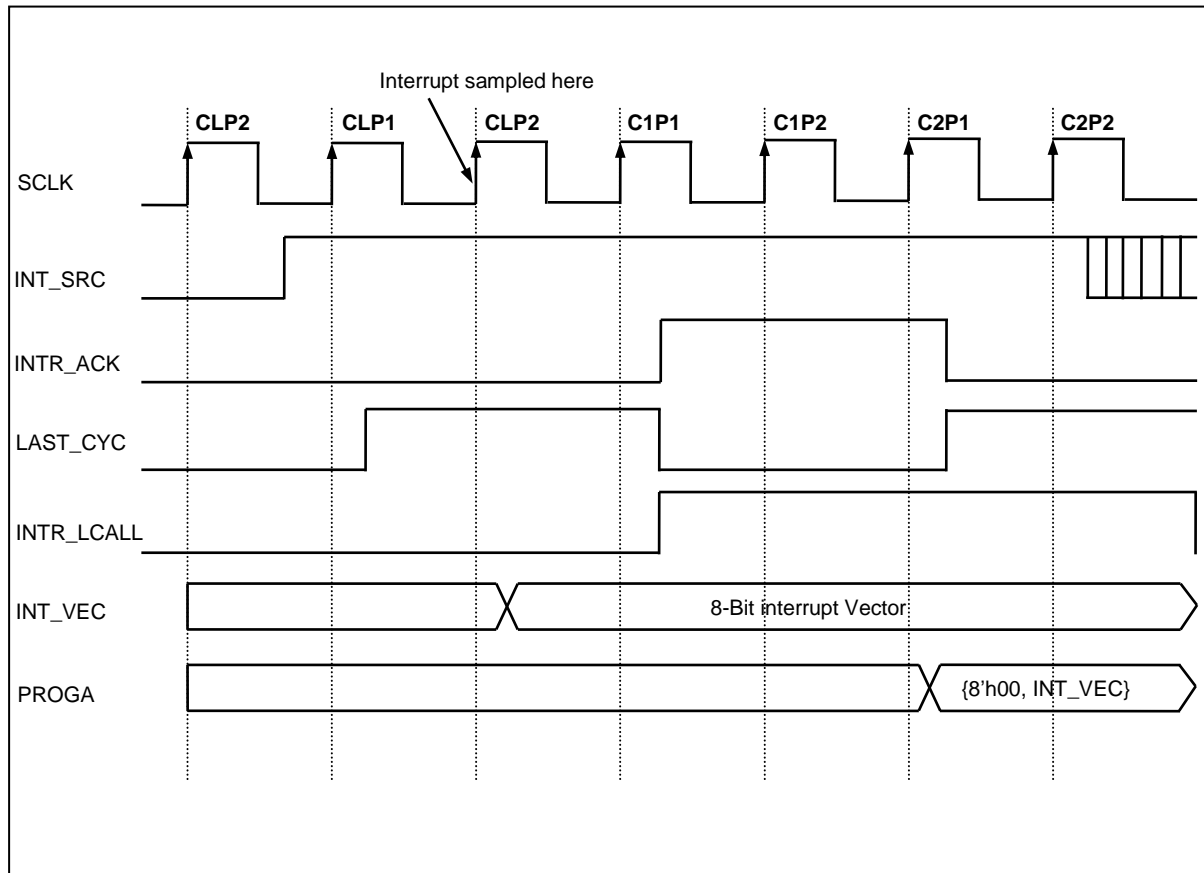 Interrupt sampled here
CLP2 CLP1 CLP2 C1P1 C1P2 C2P1 C2P2
SCLK
INT_SRC
INTR_ACK
LAST_CYC
INTR_LCALL
INT_VEC 8-Bit interrupt Vector
PROGA {8’h00, INT_VEC}